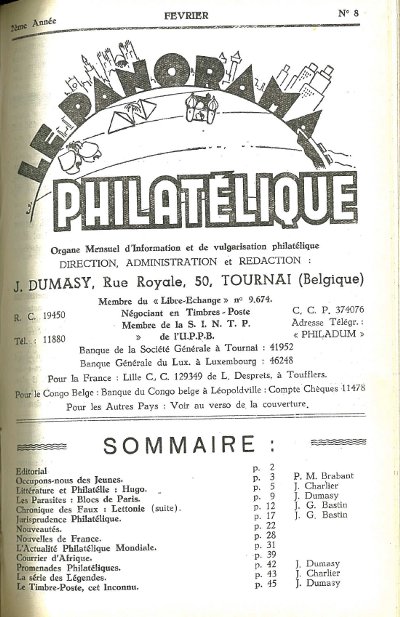 2ème Année FEVRIER N° 8
LE PANORAMA
PHILATÉLIQUE
Organe Mensuel d'Information et de vulgarisation philatélique
DIRECTION, ADMINISTRATION et REDACTION :
J. DUMASY, Rue Royale, 50, TOURNAI (Belgique)
Membre du « Libre-Echange » n° 9.674.
R. C. 19450 Négociant en Timbres-Poste C. C. P. 374076
Membre de la S. I. N. T. P. Adresse Télégr. :
Tél. : 11880 » de l'U.P.P.B. « PHILADUM »
Banque de la Société Générale à Tournai : 41952
Banque Générale du Lux. à Luxembourg : 46248
Pour la France : Lille C, C. 129349 de L. Desprets, à Toufflers.
Pour le Congo Belge : Banque du Congo belge à Léopoldville : Compte Chèques 11478
Pour les Autres Pays : Voir au verso de la couverture.
SOMMAIRE :
Editorial p. 2
Occupons-nous des Jeunes. p. 3 P. M. Brabant
Littérature et Philatélie : Hugo. p. 5 J. Charlier
Les Parasites : Blocs de Paris. p. 9 J. Dumasy
Chronique des Faux : Lettonie (suite). p. 12 J. G. Bastin
Jurisprudence Philatélique. p. 17 J. G. Bastin
Nouveautés. p. 22
Nouvelles de France. p. 28
L'Actualité Philatélique Mondiale. p. 31
Courrier d'Afrique. p. 39
Promenades Philatéliques. p. 42 J. Dumasy
La série des Légendes. p. 43 J. Charlier
Le Timbre-Poste, cet Inconnu. p. 45 J. Dumasy